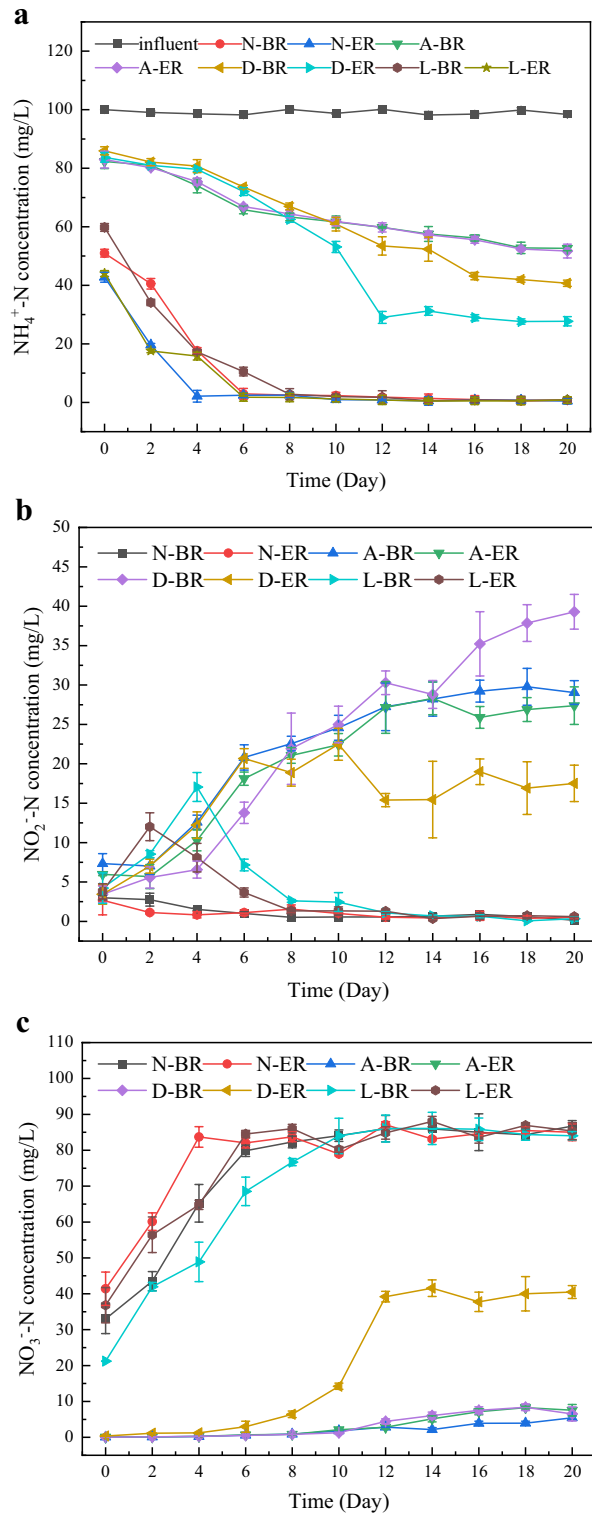 a
influent N-BR N-ER A-BR
A-ER D-BR D-ER L-BR L-ER
NH₄⁺-N concentration (mg/L)
120
100
80
60
40
20
0
0 2 4 6 8 10 12 14 16 18 20
Time (Day)
b
N-BR N-ER A-BR A-ER
D-BR D-ER L-BR L-ER
NO₂⁻-N concentration (mg/L)
50
45
40
35
30
25
20
15
10
5
0
0 2 4 6 8 10 12 14 16 18 20
Time (Day)
c
N-BR N-ER A-BR A-ER
D-BR D-ER L-BR L-ER
NO₃⁻-N concentration (mg/L)
110
100
90
80
70
60
50
40
30
20
10
0
0 2 4 6 8 10 12 14 16 18 20
Time (Day)